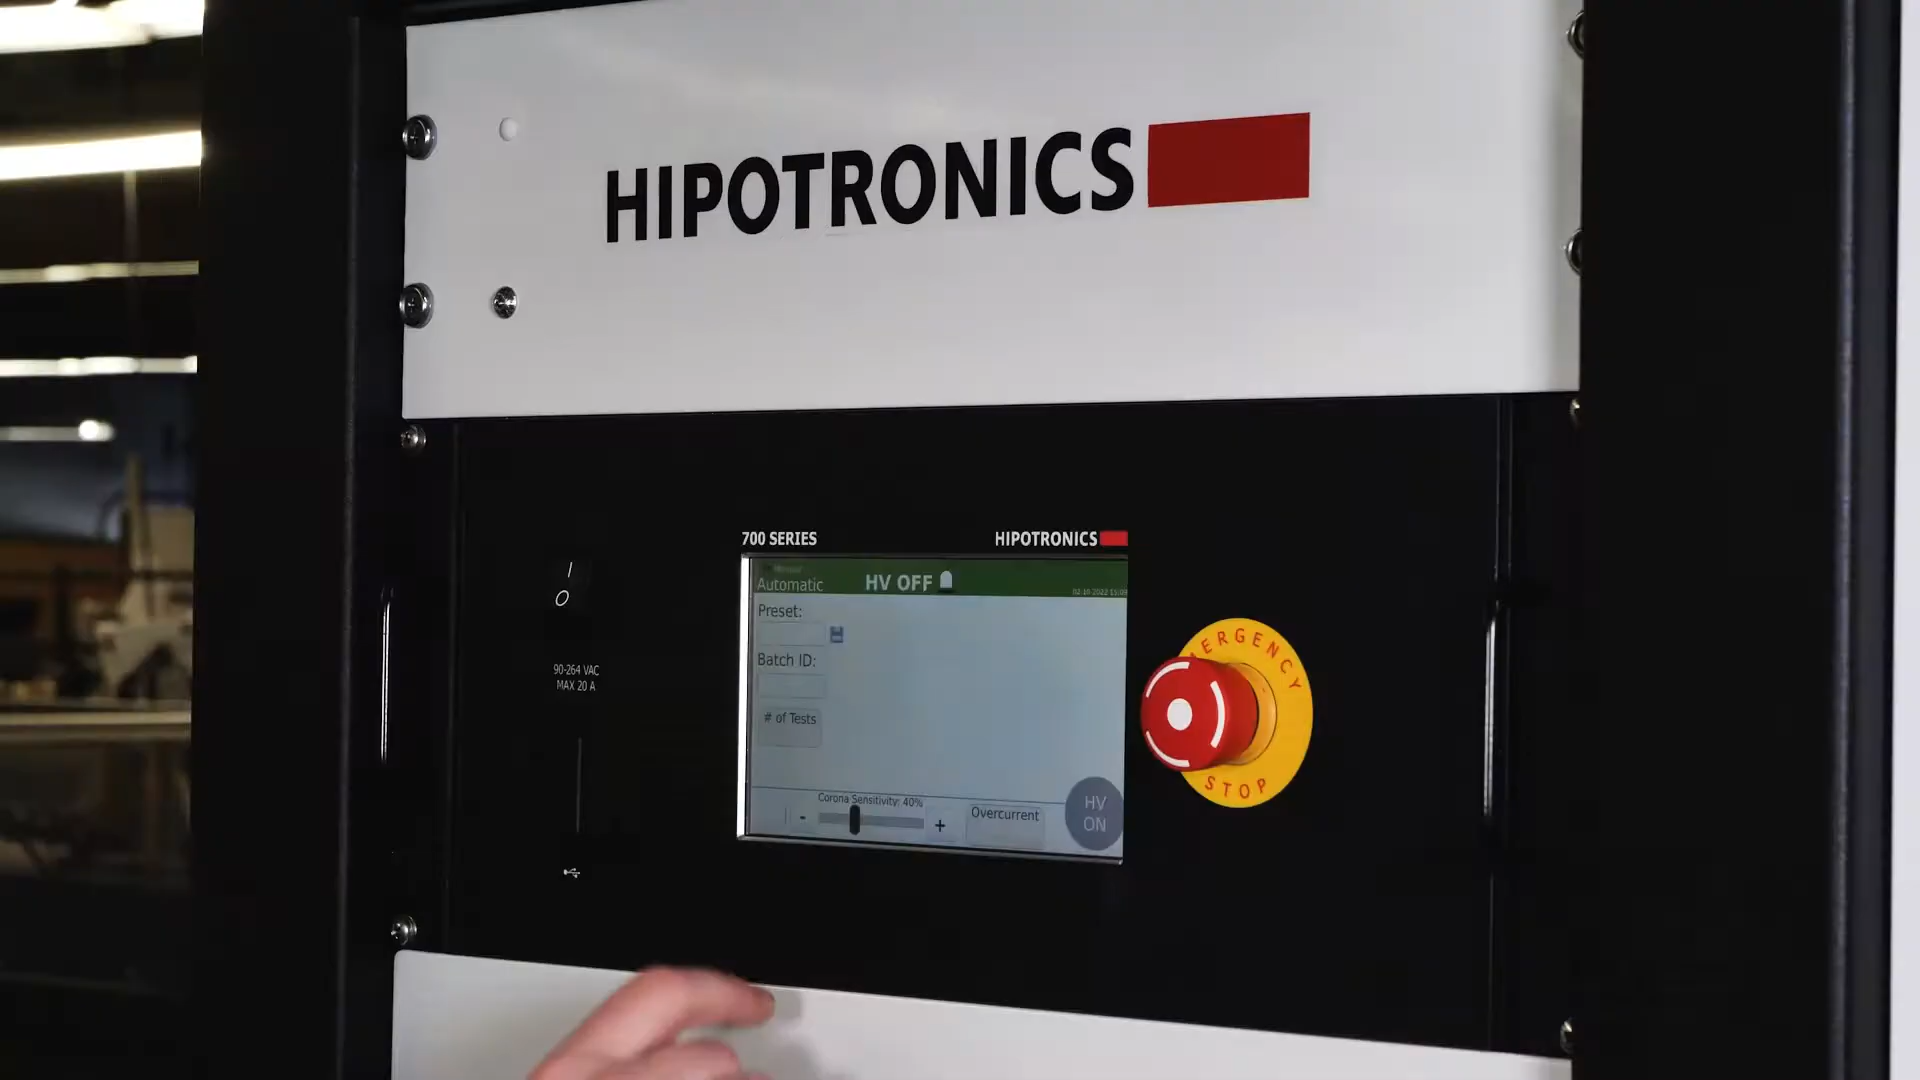 HIPOTRONICS
700 SERIES
HIPOTRONICS
Automatic
HV OFF
Preset:
Batch ID:
# of Tests
Corona Sensitivity: 40%
-
+
Overcurrent
HV
ON
I
O
90-264 VAC
MAX 20 A
EMERGENCY
STOP